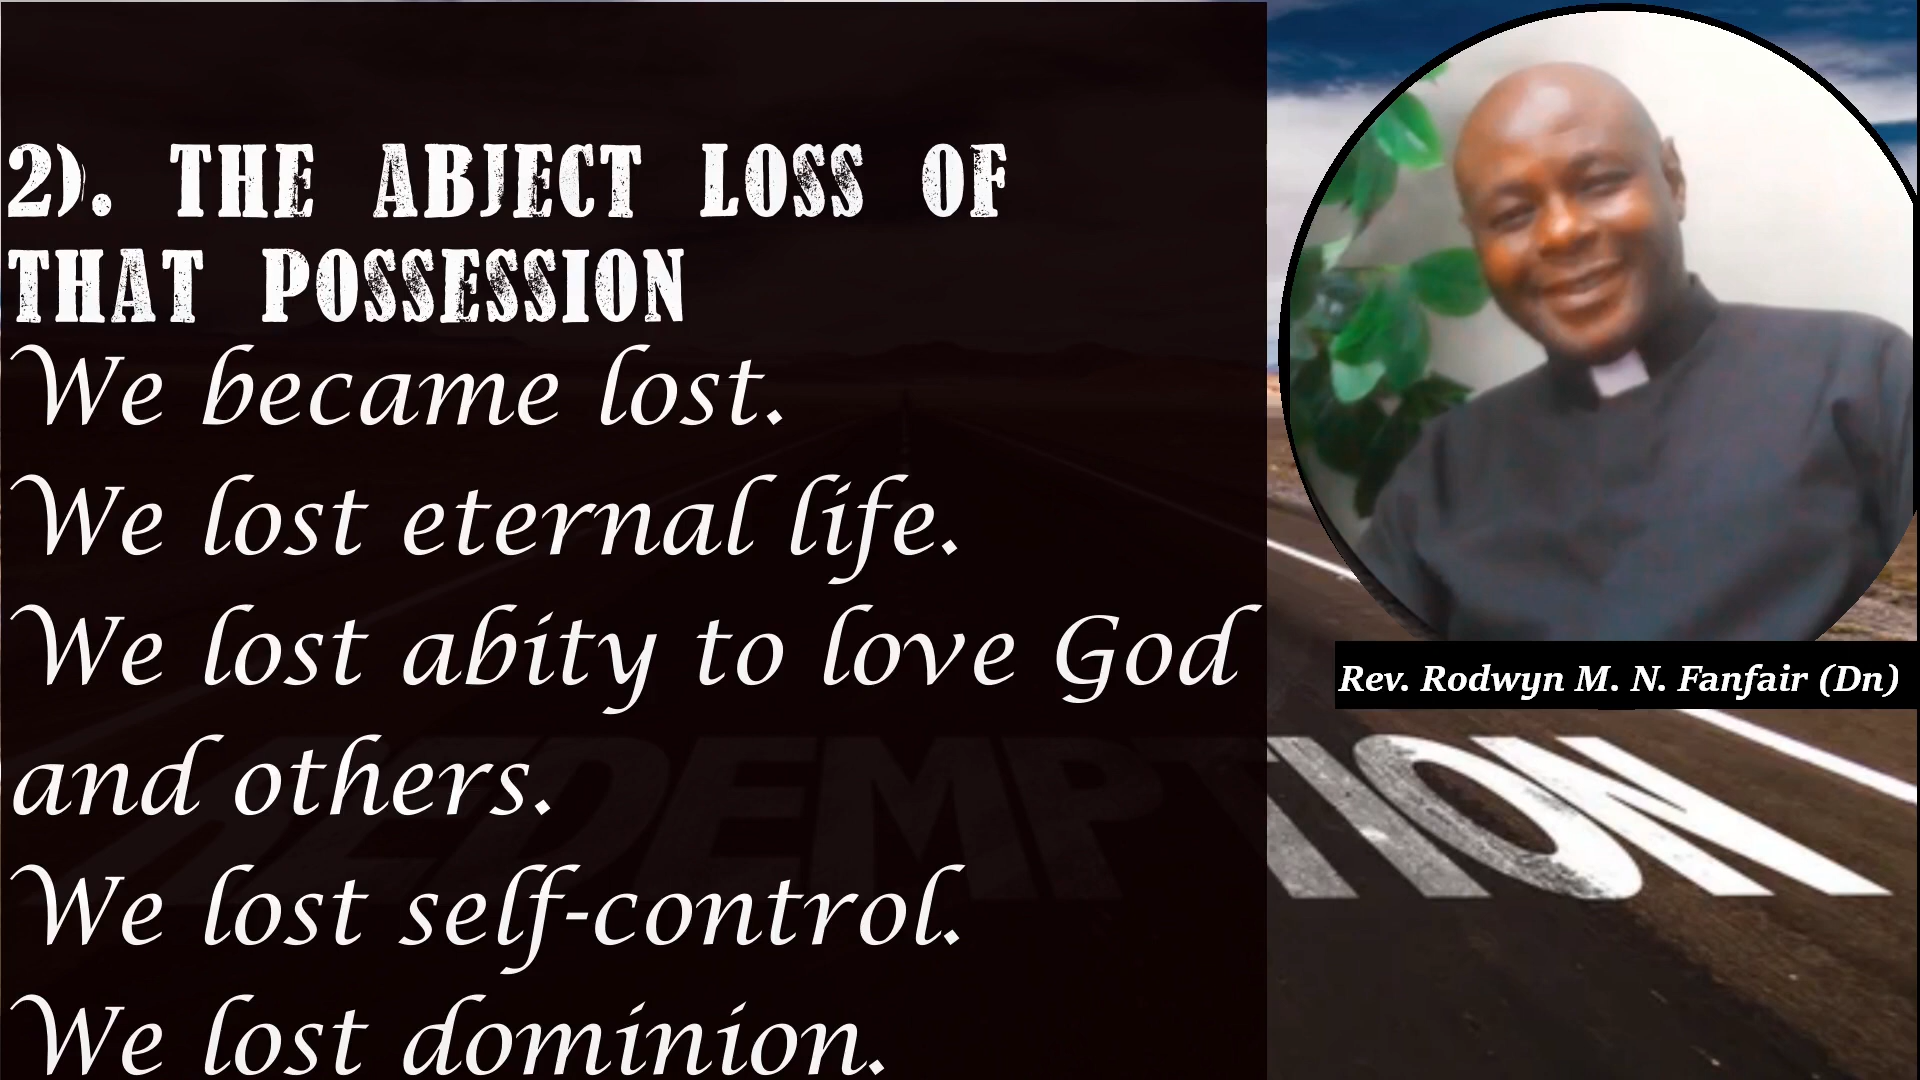 2). THE ABJECT LOSS OF
THAT POSSESSION
We became lost.
We lost eternal life.
We lost abity to love God
and others.
We lost self-control.
We lost dominion.
Rev. Rodwyn M. N. Fanfair (Dn)
REDEMPTION